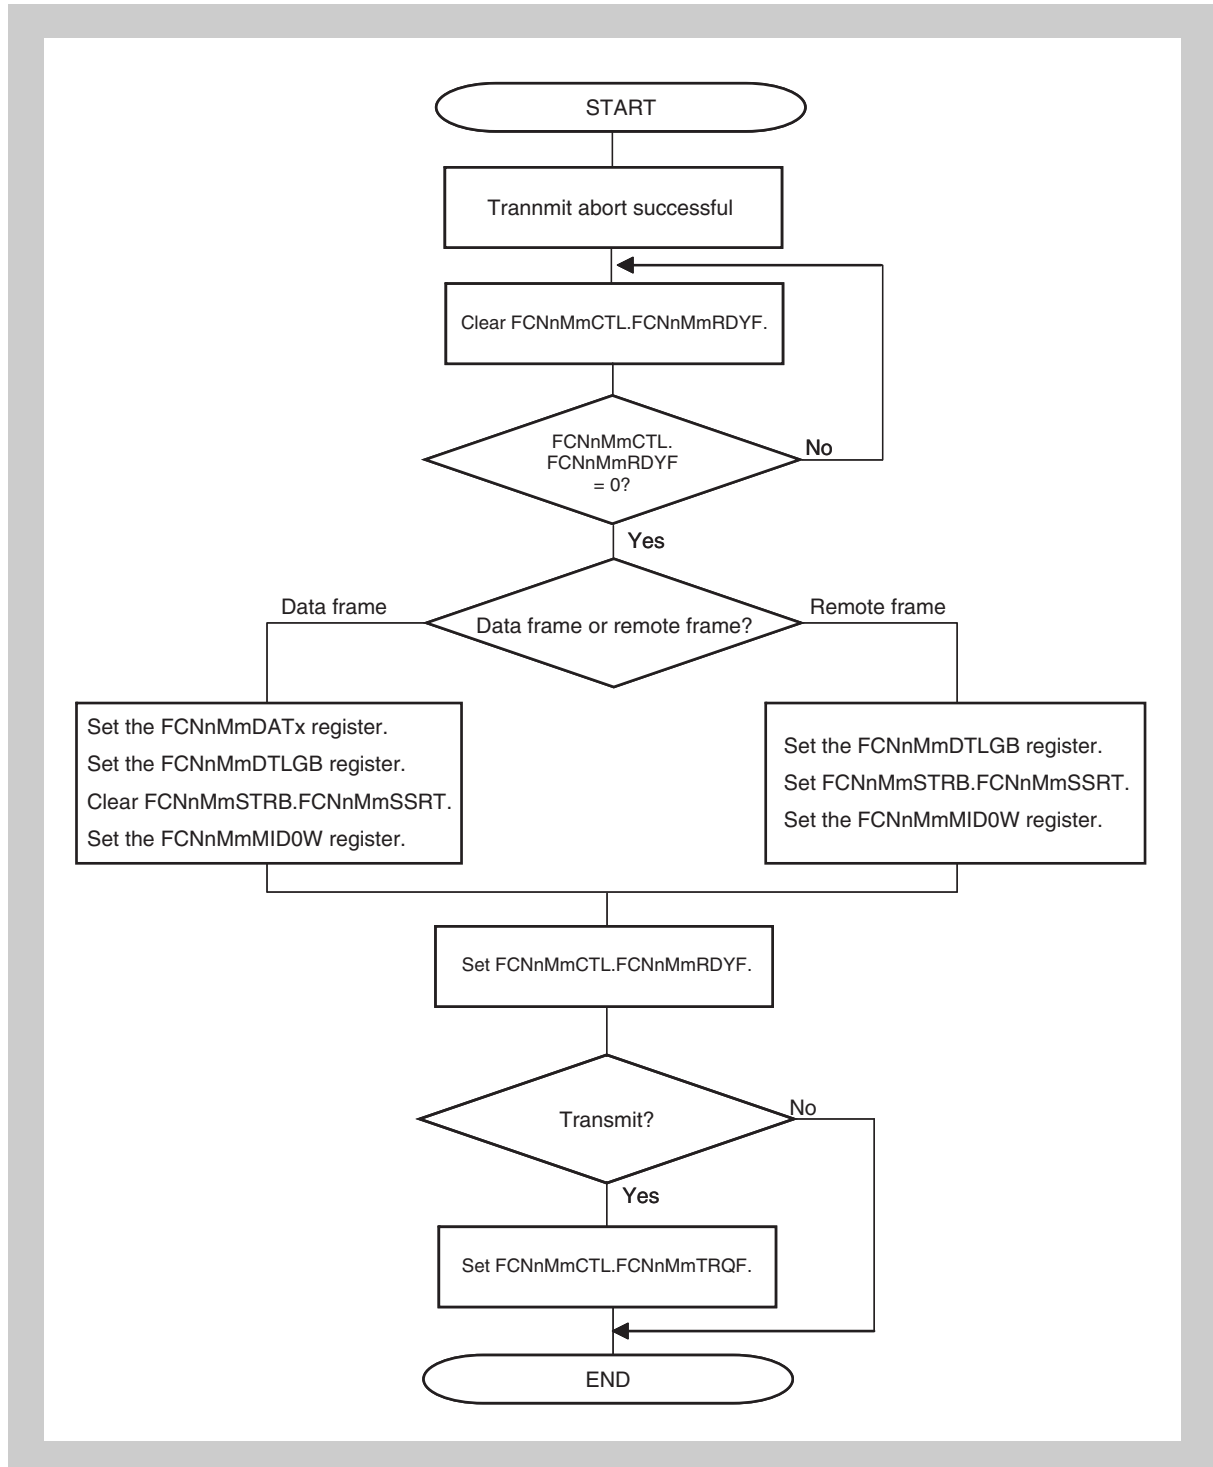 START
Trannmit abort successful
Clear FCNnMmCTL.FCNnMmRDYF.
FCNnMmCTL.
FCNnMmRDYF
= 0?
No
Yes
Data frame
Remote frame
Data frame or remote frame?
Set the FCNnMmDATx register.
Set the FCNnMmDTLGB register.
Clear FCNnMmSTRB.FCNnMmSSRT.
Set the FCNnMmMID0W register.
Set the FCNnMmDTLGB register.
Set FCNnMmSTRB.FCNnMmSSRT.
Set the FCNnMmMID0W register.
Set FCNnMmCTL.FCNnMmRDYF.
Transmit?
No
Yes
Set FCNnMmCTL.FCNnMmTRQF.
END